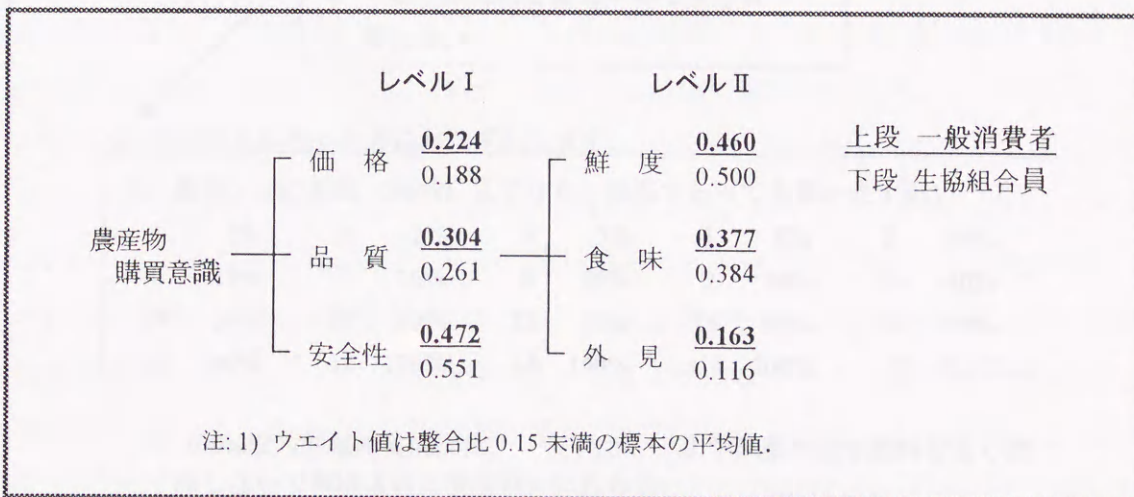 レベル I レベル II
0.224 0.460 上段 一般消費者
価 格 鮮 度
0.188 0.500 下段 生協組合員
農産物 0.304 0.377
購買意識 品 質 食 味
0.261 0.384
0.472 0.163
安全性 外 見
0.551 0.116
注: 1) ウエイト値は整合比 0.15 未満の標本の平均値.